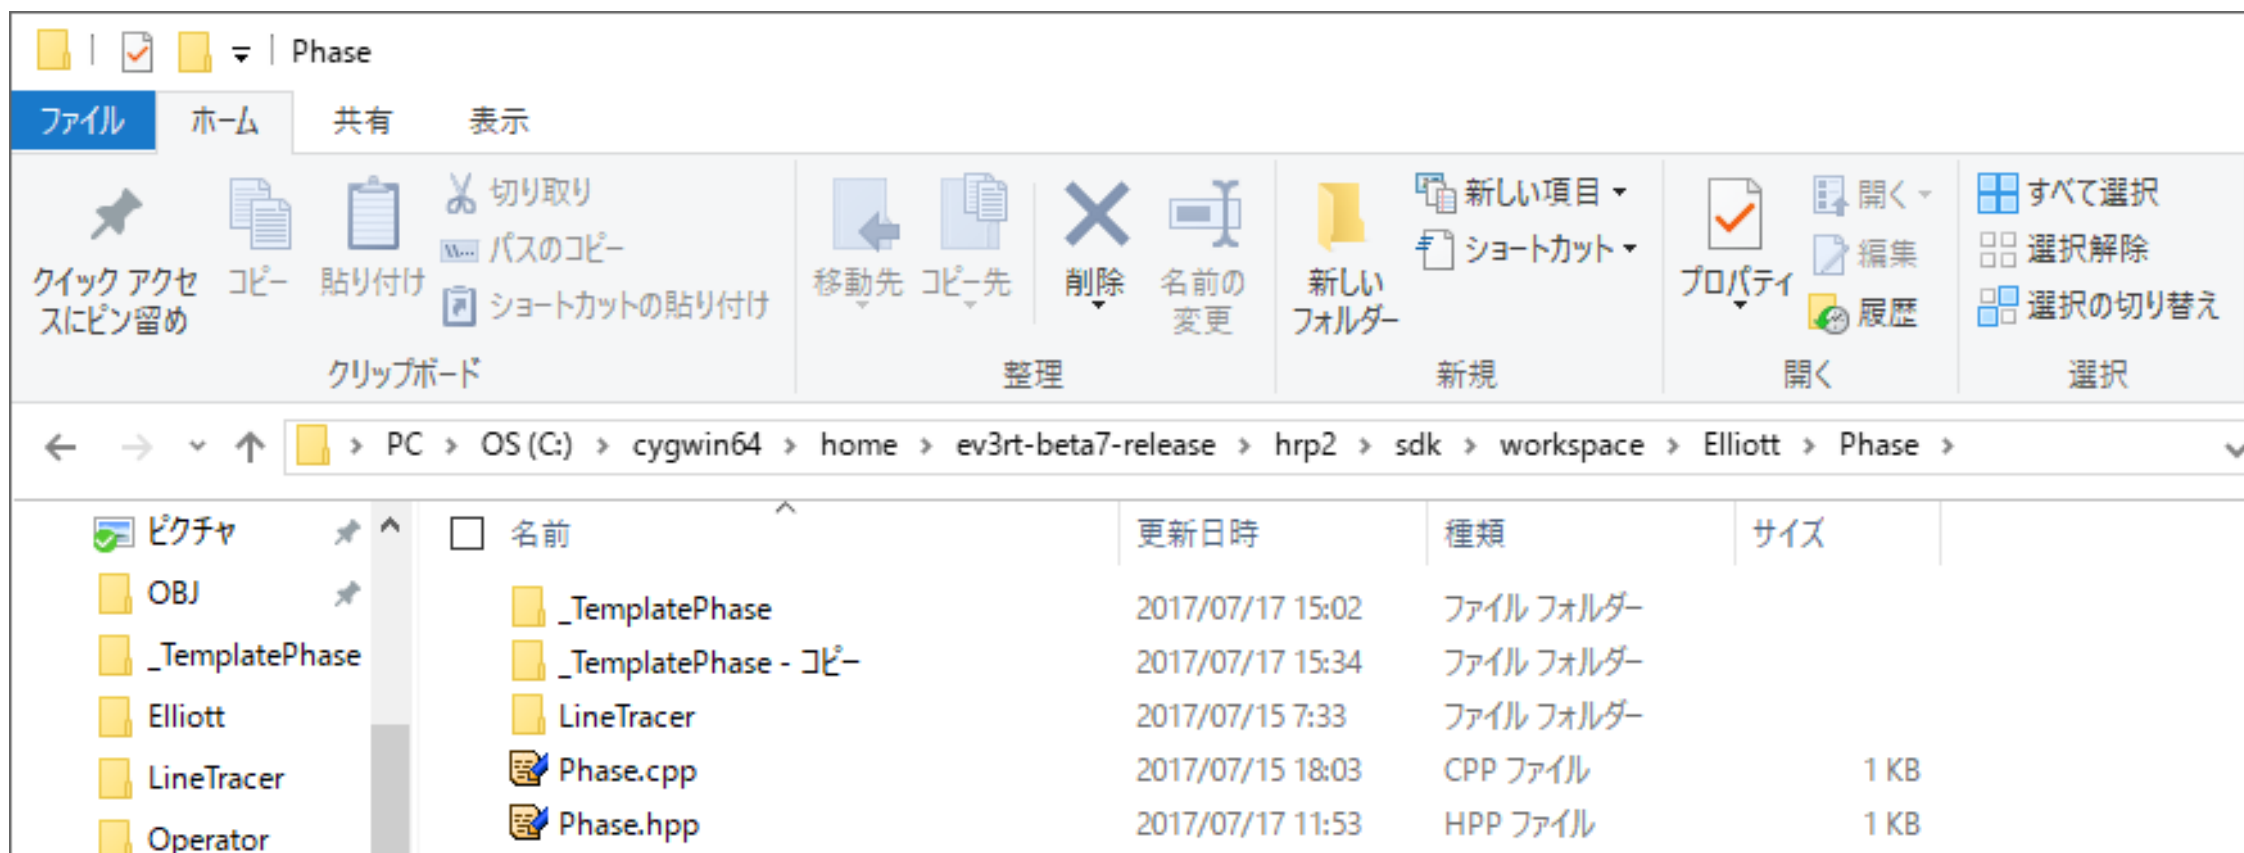 Phase
ファイル ホーム 共有 表示
クイック アクセスにピン留め
コピー
貼り付け
切り取り
パスのコピー
ショートカットの貼り付け
クリップボード
移動先
コピー先
削除
名前の変更
整理
新しいフォルダー
新しい項目
ショートカット
新規
プロパティ
開く
編集
履歴
開く
すべて選択
選択解除
選択の切り替え
選択
PC > OS (C:) > cygwin64 > home > ev3rt-beta7-release > hrp2 > sdk > workspace > Elliott > Phase >
ピクチャ
OBJ
_TemplatePhase
Elliott
LineTracer
Operator
名前 更新日時 種類 サイズ
_TemplatePhase 2017/07/17 15:02 ファイル フォルダー
_TemplatePhase - コピー 2017/07/17 15:34 ファイル フォルダー
LineTracer 2017/07/15 7:33 ファイル フォルダー
Phase.cpp 2017/07/15 18:03 CPP ファイル 1 KB
Phase.hpp 2017/07/17 11:53 HPP ファイル 1 KB